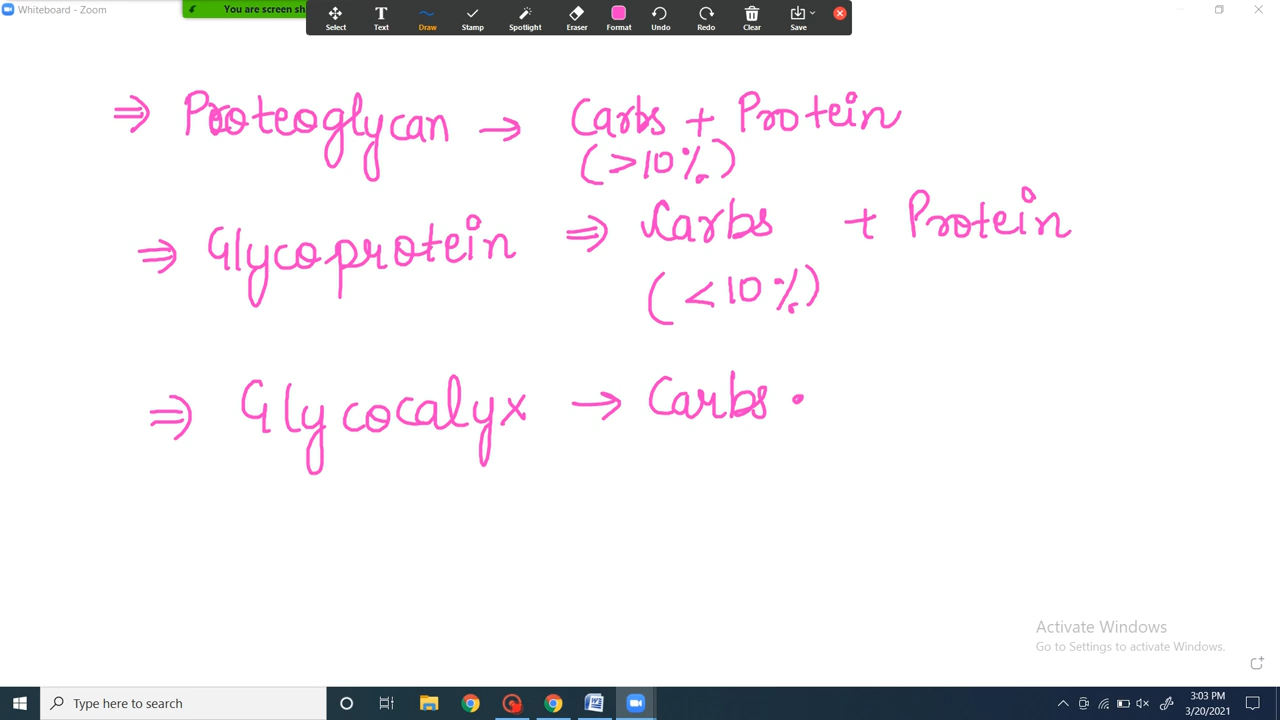 Whiteboard - Zoom
You are screen sh
Select Text Draw Stamp Spotlight Eraser Format Undo Redo Clear Save
⇒ Proteoglycan → Carbs + Protein
(>10%)
⇒ Glycoprotein ⇒ Carbs + Protein
(<10%)
⇒ Glycocalyx → Carbs
Activate Windows
Go to Settings to activate Windows.
Type here to search
3:03 PM
3/20/2021